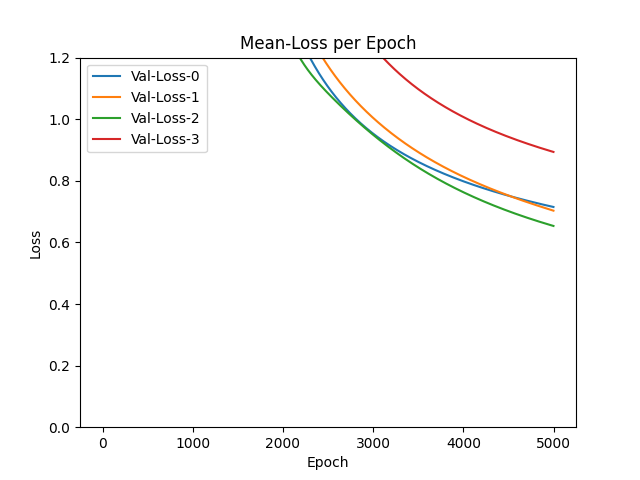 Mean-Loss per Epoch
Val-Loss-0
Val-Loss-1
Val-Loss-2
Val-Loss-3
Loss
1.2
1.0
0.8
0.6
0.4
0.2
0.0
0 1000 2000 3000 4000 5000
Epoch